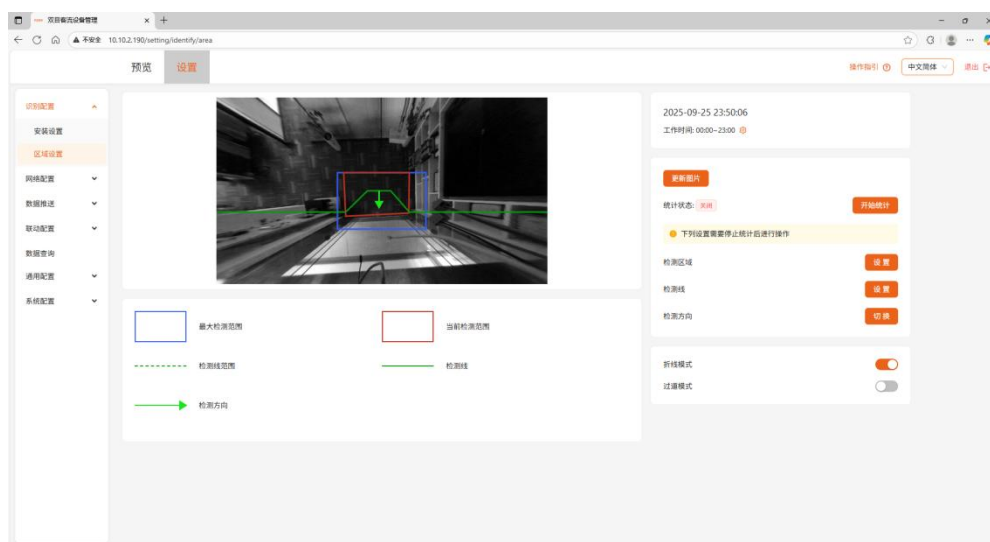 双目客流设备管理
不安全 10.10.2.190/setting/identify/area
预览 设置
操作指引 中文简体 退出
识别配置
安装设置
区域设置
网络配置
数据推送
联动配置
数据查询
通用配置
系统配置
2025-09-25 23:50:06
工作时间: 00:00~23:00
更新图片
统计状态: 关闭 开始统计
下列设置需要停止统计后进行操作
检测区域 设置
检测线 设置
检测方向 切换
最大检测范围 当前检测范围
检测线范围 检测线
检测方向
折线模式
过道模式